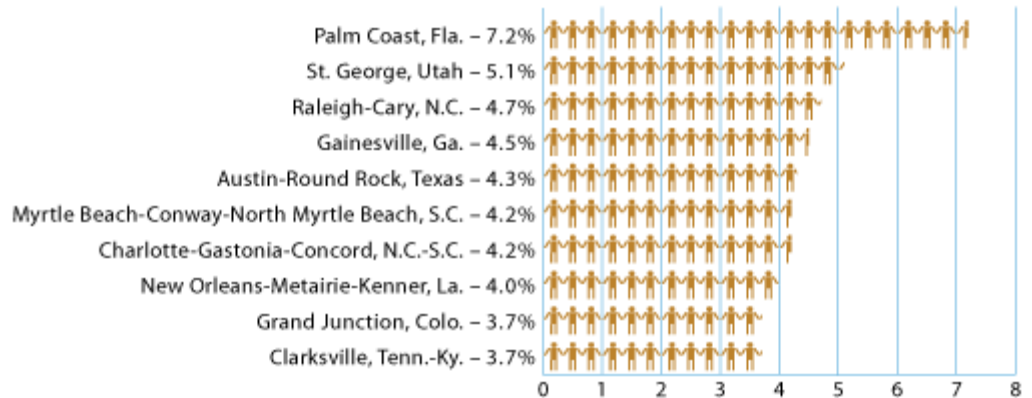 Palm Coast, Fla. – 7.2%
St. George, Utah – 5.1%
Raleigh-Cary, N.C. – 4.7%
Gainesville, Ga. – 4.5%
Austin-Round Rock, Texas – 4.3%
Myrtle Beach-Conway-North Myrtle Beach, S.C. – 4.2%
Charlotte-Gastonia-Concord, N.C.-S.C. – 4.2%
New Orleans-Metairie-Kenner, La. – 4.0%
Grand Junction, Colo. – 3.7%
Clarksville, Tenn.-Ky. – 3.7%
0 1 2 3 4 5 6 7 8